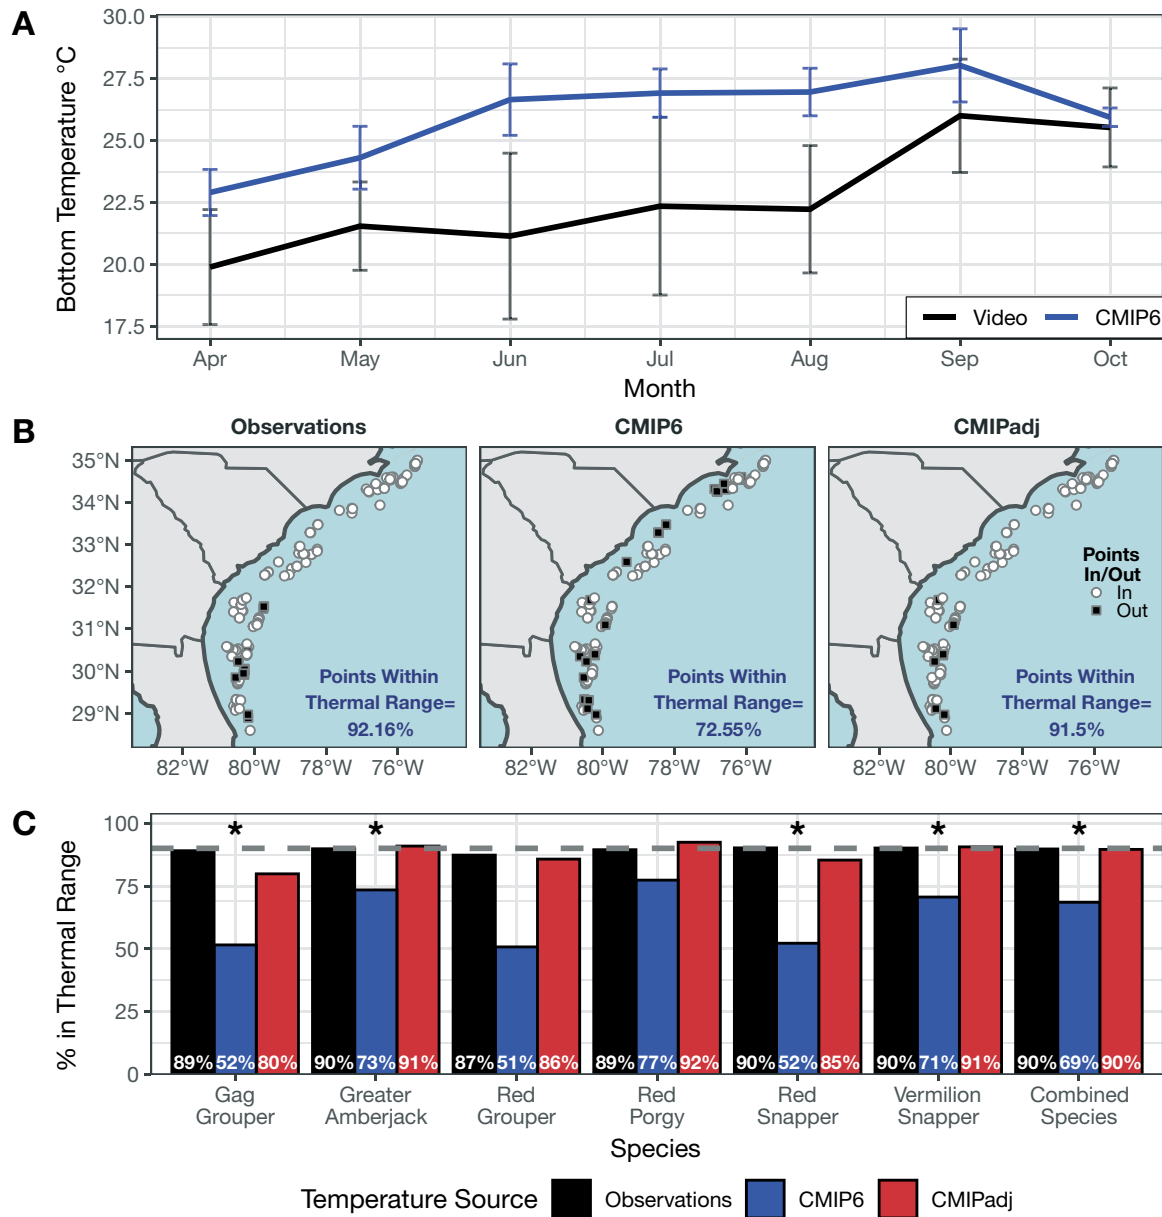 A
Bottom Temperature °C
30.0
27.5
25.0
22.5
20.0
17.5
Video CMIP6
Apr May Jun Jul Aug Sep Oct
Month
B
Observations CMIP6 CMIPadj
35°N
34°N
33°N
32°N
31°N
30°N
29°N
Points Within
Thermal Range=
92.16%
Points Within
Thermal Range=
72.55%
Points
In/Out
In
Out
Points Within
Thermal Range=
91.5%
82°W 80°W 78°W 76°W 82°W 80°W 78°W 76°W 82°W 80°W 78°W 76°W
C
% in Thermal Range
100
75
50
25
0
* * * * *
89% 52% 80% 90% 73% 91% 87% 51% 86% 89% 77% 92% 90% 52% 85% 90% 71% 91% 90% 69% 90%
Gag Greater Red Red Red Vermilion Combined
Grouper Amberjack Grouper Porgy Snapper Snapper Species
Species
Temperature Source Observations CMIP6 CMIPadj